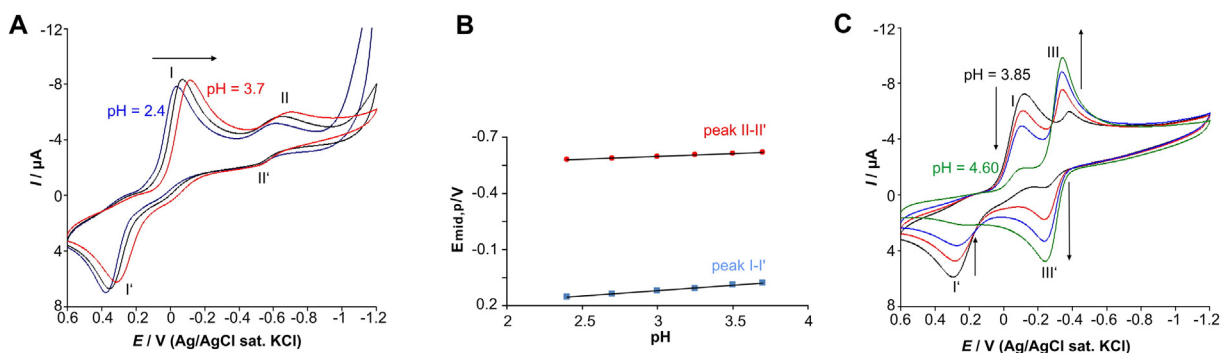 A
-12
-8
-4
0
4
8
I / µA
I
pH = 3.7
pH = 2.4
II
II‘
I‘
0.6
0.4
0.2
0
-0.2
-0.4
-0.6
-0.8
-1
-1.2
E / V (Ag/AgCl sat. KCl)
B
-0.7
-0.4
-0.1
0.2
Emid,p/V
peak II-II'
peak I-I'
2
2.5
3
3.5
4
pH
C
-12
-8
-4
0
4
8
I / µA
III
pH = 3.85
I
pH = 4.60
I‘
III‘
0.6
0.4
0.2
0
-0.2
-0.4
-0.6
-0.8
-1
-1.2
E / V (Ag/AgCl sat. KCl)